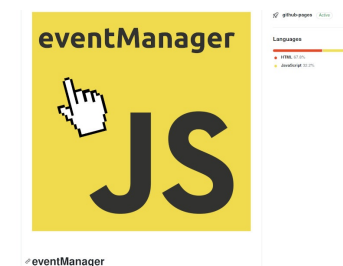 eventManager
JS
eventManager
github-pages Active
Languages
HTML 67.8%
JavaScript 32.2%